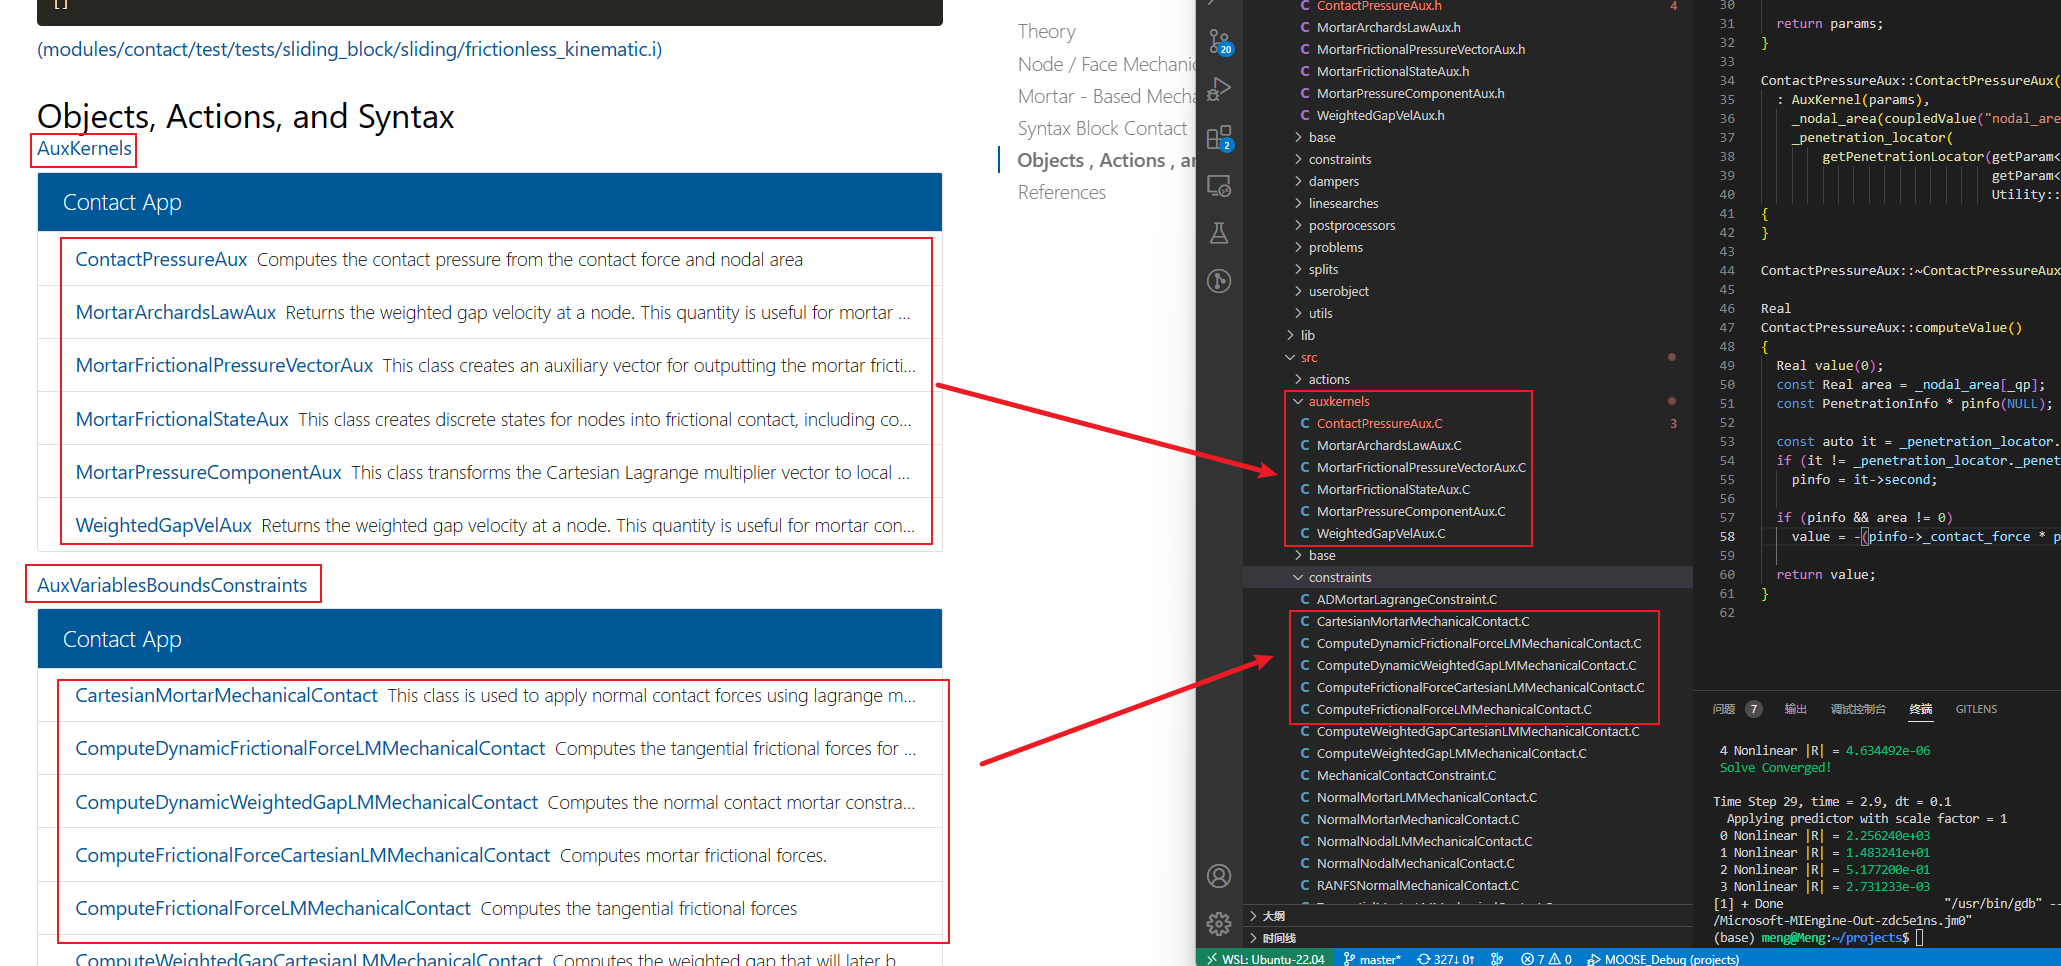 []
(modules/contact/test/tests/sliding_block/sliding/frictionless_kinematic.i)
Objects, Actions, and Syntax
AuxKernels
Contact App
ContactPressureAux Computes the contact pressure from the contact force and nodal area
MortarArchardsLawAux Returns the weighted gap velocity at a node. This quantity is useful for mortar ...
MortarFrictionalPressureVectorAux This class creates an auxiliary vector for outputting the mortar fricti...
MortarFrictionalStateAux This class creates discrete states for nodes into frictional contact, including co...
MortarPressureComponentAux This class transforms the Cartesian Lagrange multiplier vector to local ...
WeightedGapVelAux Returns the weighted gap velocity at a node. This quantity is useful for mortar con...
AuxVariablesBoundsConstraints
Contact App
CartesianMortarMechanicalContact This class is used to apply normal contact forces using lagrange m...
ComputeDynamicFrictionalForceLMMechanicalContact Computes the tangential frictional forces for ...
ComputeDynamicWeightedGapLMMechanicalContact Computes the normal contact mortar constra...
ComputeFrictionalForceCartesianLMMechanicalContact Computes mortar frictional forces.
ComputeFrictionalForceLMMechanicalContact Computes the tangential frictional forces
ComputeWeightedGapCartesianLMMechanicalContact Computes the weighted gap that will later b
Theory
Node / Face Mechanic
Mortar - Based Mecha
Syntax Block Contact
Objects , Actions , an
References
20
2
C ContactPressureAux.h 4
C MortarArchardsLawAux.h
C MortarFrictionalPressureVectorAux.h
C MortarFrictionalStateAux.h
C MortarPressureComponentAux.h
C WeightedGapVelAux.h
base
constraints
dampers
linesearches
postprocessors
problems
splits
userobject
utils
lib
src
actions
auxkernels
C ContactPressureAux.C 3
C MortarArchardsLawAux.C
C MortarFrictionalPressureVectorAux.C
C MortarFrictionalStateAux.C
C MortarPressureComponentAux.C
C WeightedGapVelAux.C
base
constraints
C ADMortarLagrangeConstraint.C
C CartesianMortarMechanicalContact.C
C ComputeDynamicFrictionalForceLMMechanicalContact.C
C ComputeDynamicWeightedGapLMMechanicalContact.C
C ComputeFrictionalForceCartesianLMMechanicalContact.C
C ComputeFrictionalForceLMMechanicalContact.C
C ComputeWeightedGapCartesianLMMechanicalContact.C
C ComputeWeightedGapLMMechanicalContact.C
C MechanicalContactConstraint.C
C NormalMortarLMMechanicalContact.C
C NormalMortarMechanicalContact.C
C NormalNodalLMMechanicalContact.C
C NormalNodalMechanicalContact.C
C RANFSNormalMechanicalContact.C
大纲
时间线
30
31 return params;
32 }
33
34 ContactPressureAux::ContactPressureAux(
35 : AuxKernel(params),
36 _nodal_area(coupledValue("nodal_are
37 _penetration_locator(
38 getPenetrationLocator(getParam<
39 getParam<
40 Utility::
41 {
42 }
43
44 ContactPressureAux::~ContactPressureAux
45
46 Real
47 ContactPressureAux::computeValue()
48 {
49 Real value(0);
50 const Real area = _nodal_area[_qp];
51 const PenetrationInfo * pinfo(NULL);
52
53 const auto it = _penetration_locator.
54 if (it != _penetration_locator._penet
55 pinfo = it->second;
56
57 if (pinfo && area != 0)
58 value = -(pinfo->_contact_force * p
59
60 return value;
61 }
62
问题 7 输出 调试控制台 终端 GITLENS
4 Nonlinear |R| = 4.634492e-06
Solve Converged!
Time Step 29, time = 2.9, dt = 0.1
Applying predictor with scale factor = 1
0 Nonlinear |R| = 2.256240e+03
1 Nonlinear |R| = 1.483241e+01
2 Nonlinear |R| = 5.177200e-01
3 Nonlinear |R| = 2.731233e-03
[1] + Done "/usr/bin/gdb" --
/Microsoft-MIEngine-Out-zdc5e1ns.jm0"
(base) meng@Meng:~/projects$
WSL: Ubuntu-22.04 master* 327↓ 0↑ 7 0 MOOSE_Debug (projects)